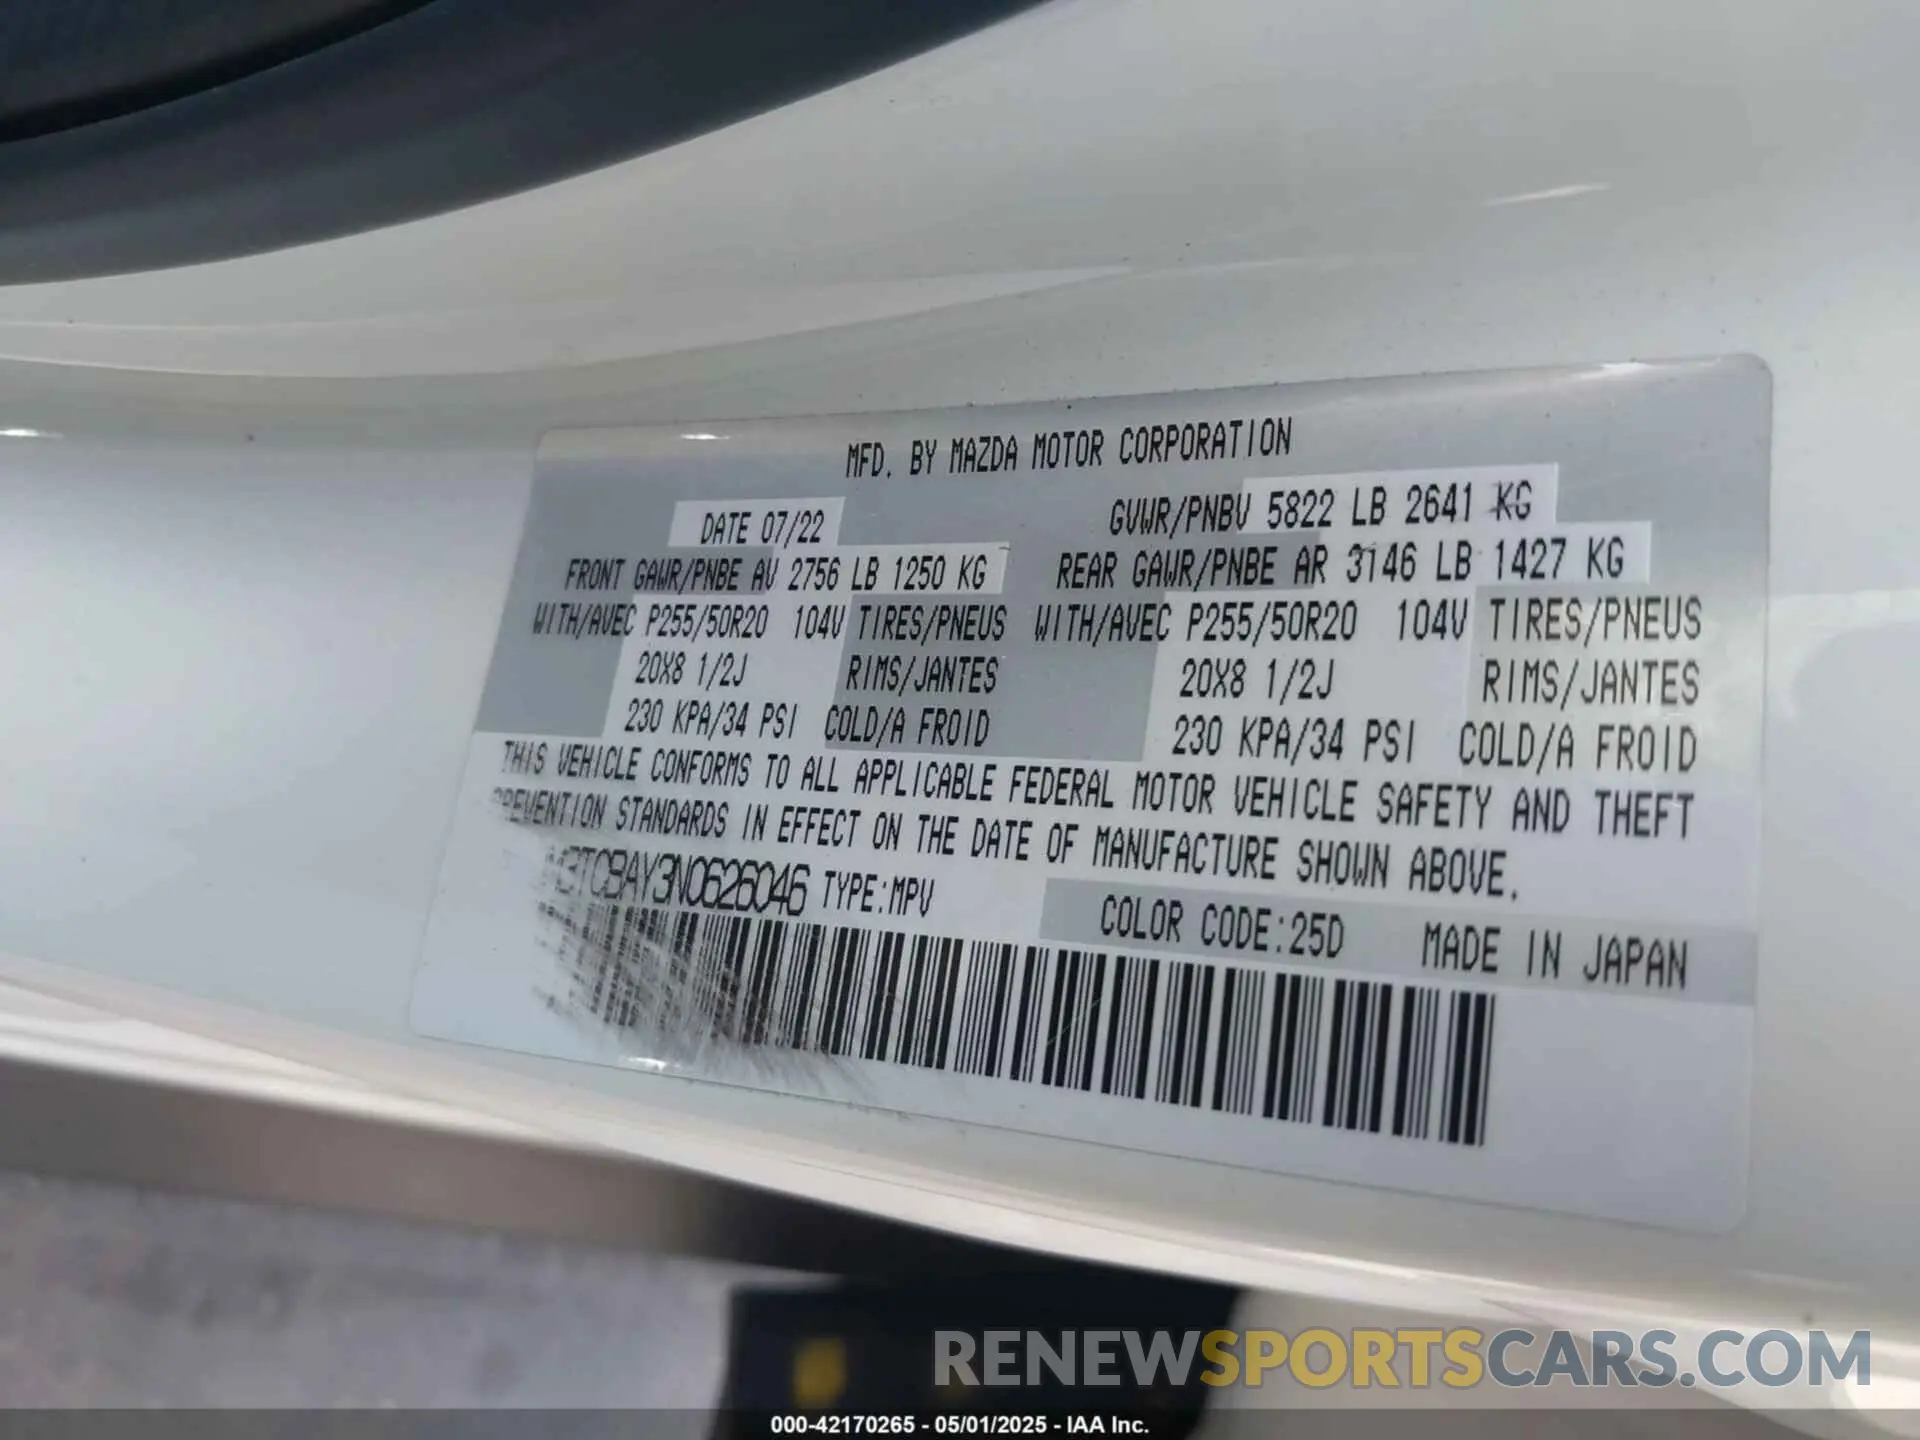 MFD. BY MAZDA MOTOR CORPORATION
DATE 07/22 GVWR/PNBV 5822 LB 2641 KG
FRONT GAWR/PNBE AV 2756 LB 1250 KG REAR GAWR/PNBE AR 3146 LB 1427 KG
WITH/AVEC P255/50R20 104V TIRES/PNEUS WITH/AVEC P255/50R20 104V TIRES/PNEUS
20X8 1/2J RIMS/JANTES 20X8 1/2J RIMS/JANTES
230 KPA/34 PSI COLD/A FROID 230 KPA/34 PSI COLD/A FROID
THIS VEHICLE CONFORMS TO ALL APPLICABLE FEDERAL MOTOR VEHICLE SAFETY AND THEFT
PREVENTION STANDARDS IN EFFECT ON THE DATE OF MANUFACTURE SHOWN ABOVE.
TYPE:MPV
COLOR CODE:25D MADE IN JAPAN
RENEWSPORTSCARS.COM
000-42170265 - 05/01/2025 - IAA Inc.